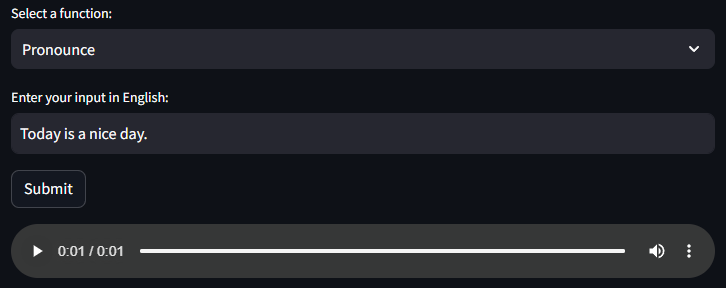 Select a function:
Pronounce
Enter your input in English:
Today is a nice day.
Submit
0:01 / 0:01